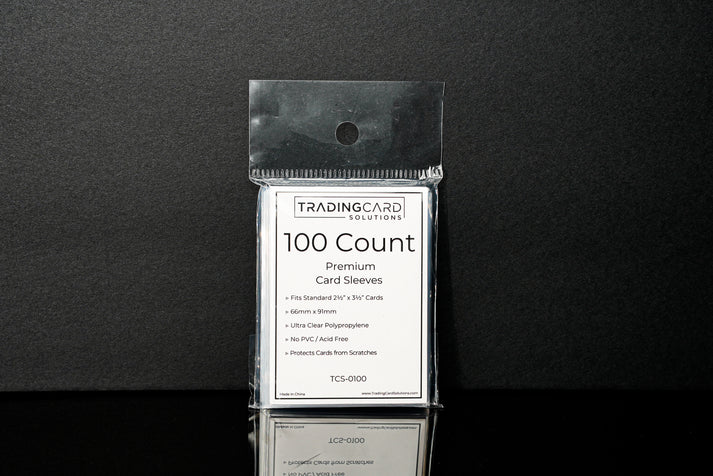 TRADINGCARD
SOLUTIONS
100 Count
Premium
Card Sleeves
➢ Fits Standard 2½" x 3½" Cards
➢ 66mm x 91mm
➢ Ultra Clear Polypropylene
➢ No PVC / Acid Free
➢ Protects Cards from Scratches
TCS-0100
Made in China
www.TradingCardSolutions.com